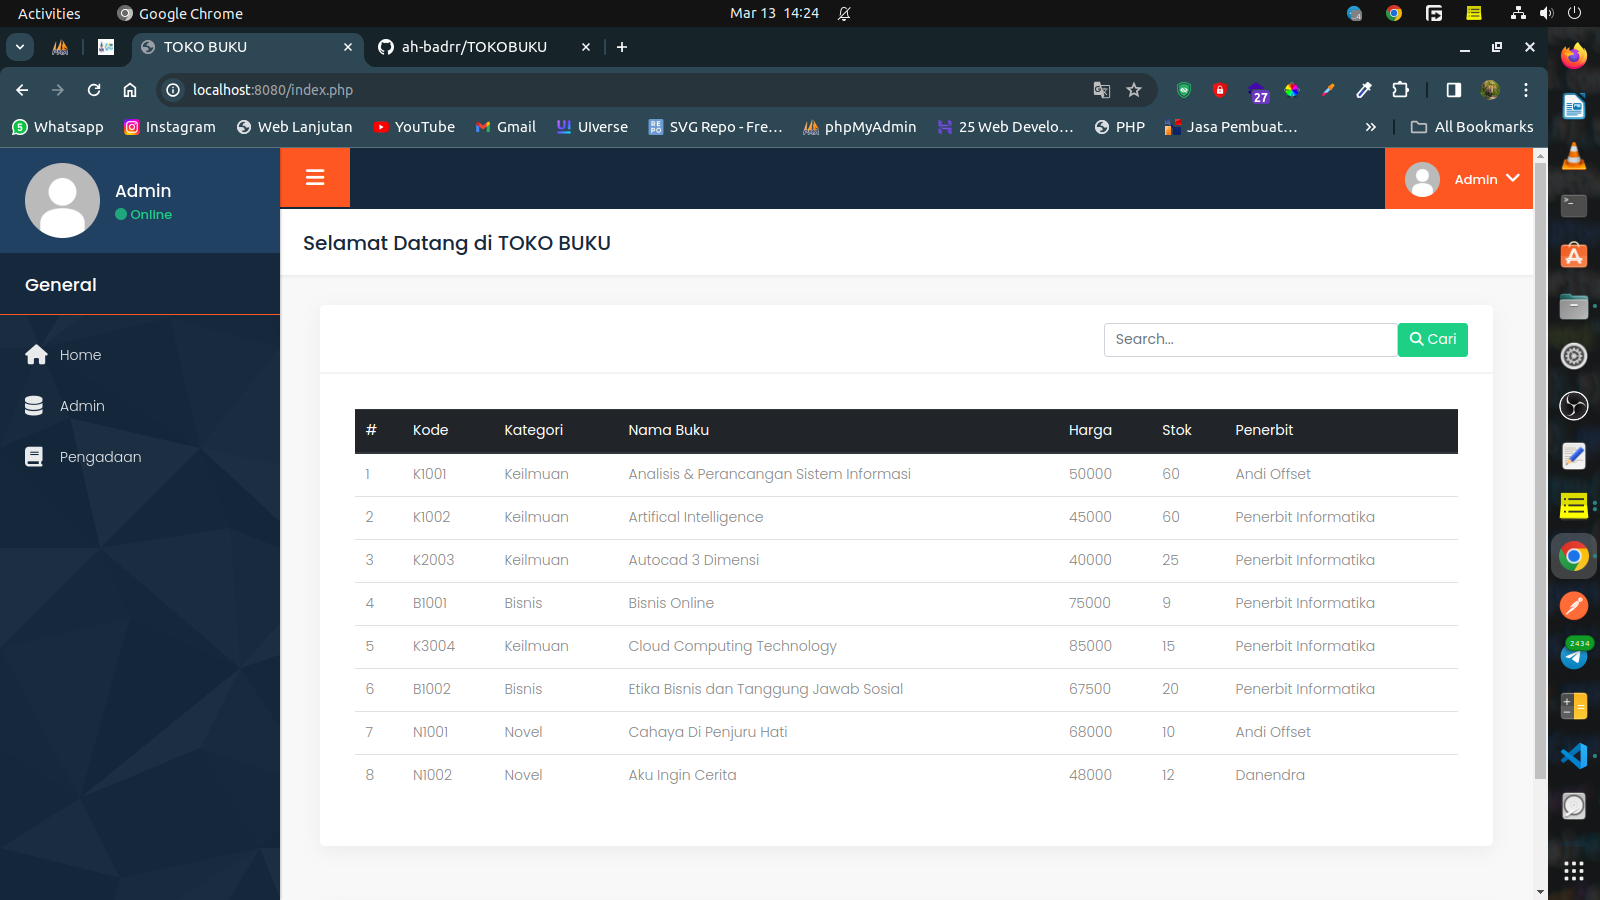 Activities Google Chrome Mar 13 14:24
TOKO BUKU ah-badrr/TOKOBUKU
localhost:8080/index.php 27
5 Whatsapp Instagram Web Lanjutan YouTube Gmail UIverse REPO SVG Repo - Fre... phpMyAdmin 25 Web Develo... PHP Jasa Pembuat... » All Bookmarks
Admin
Online
Admin
Selamat Datang di TOKO BUKU
General
Home
Admin
Pengadaan
Search... Cari
# Kode Kategori Nama Buku Harga Stok Penerbit
1 K1001 Keilmuan Analisis & Perancangan Sistem Informasi 50000 60 Andi Offset
2 K1002 Keilmuan Artifical Intelligence 45000 60 Penerbit Informatika
3 K2003 Keilmuan Autocad 3 Dimensi 40000 25 Penerbit Informatika
4 B1001 Bisnis Bisnis Online 75000 9 Penerbit Informatika
5 K3004 Keilmuan Cloud Computing Technology 85000 15 Penerbit Informatika
6 B1002 Bisnis Etika Bisnis dan Tanggung Jawab Sosial 67500 20 Penerbit Informatika
7 N1001 Novel Cahaya Di Penjuru Hati 68000 10 Andi Offset
8 N1002 Novel Aku Ingin Cerita 48000 12 Danendra
2434